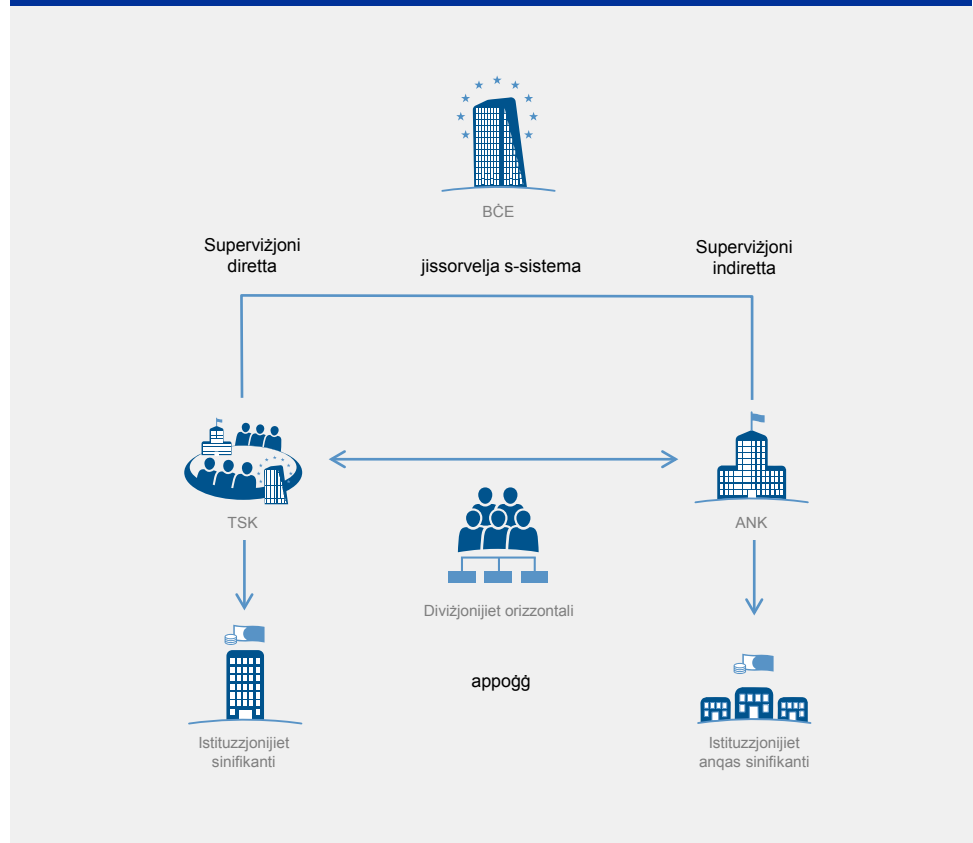 BĊE
Superviżjoni
diretta
jissorvelja s-sistema
Superviżjoni
indiretta
TSK
ANK
Diviżjonijiet orizzontali
appoġġ
Istituzzjonijiet
sinifikanti
Istituzzjonijiet
anqas sinifikanti